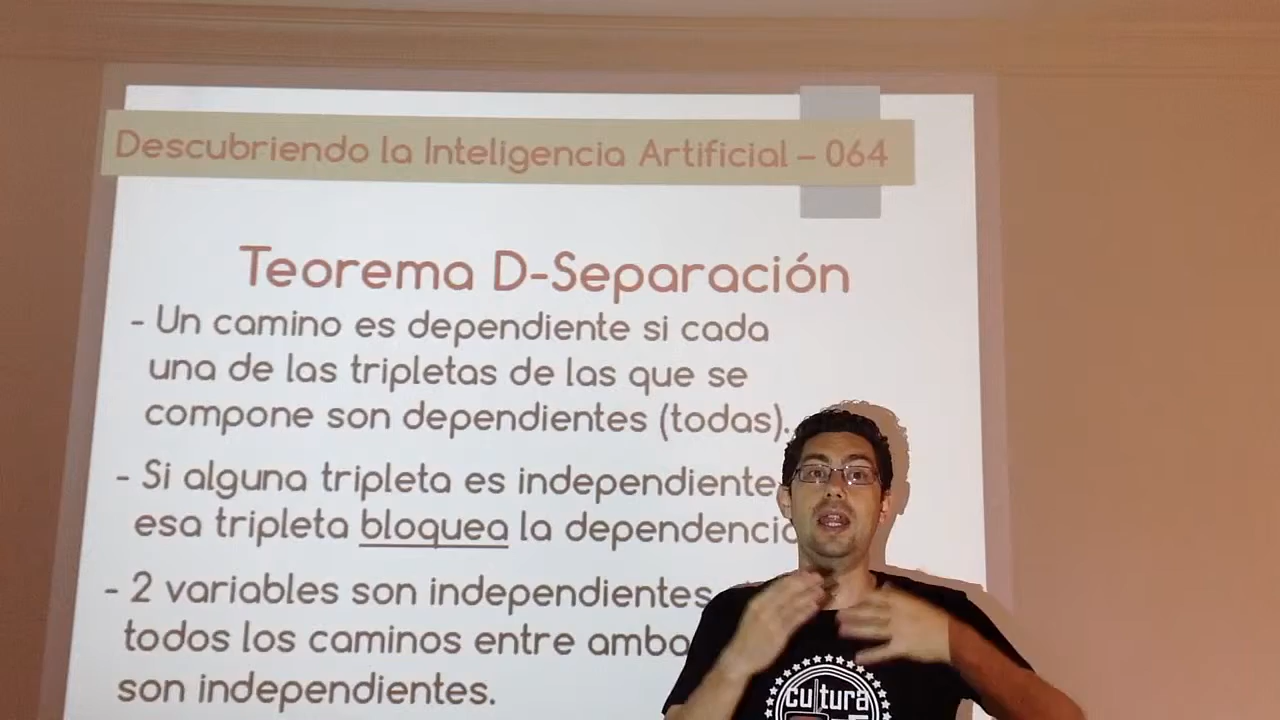 Descubriendo la Inteligencia Artificial – 064
Teorema D-Separación
- Un camino es dependiente si cada
una de las tripletas de las que se
compone son dependientes (todas).
- Si alguna tripleta es independiente
esa tripleta bloquea la dependencia
- 2 variables son independientes
todos los caminos entre amba
son independientes.
cultura